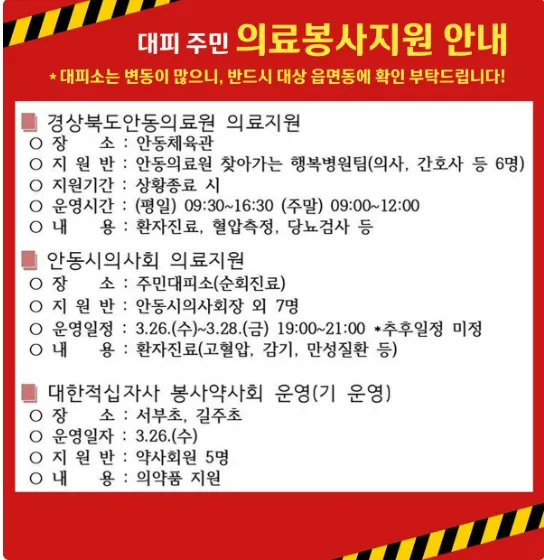 대피 주민 의료봉사지원 안내
* 대피소는 변동이 많으니, 반드시 대상 읍면동에 확인 부탁드립니다!
경상북도안동의료원 의료지원
○ 장 소 : 안동체육관
○ 지 원 반 : 안동의료원 찾아가는 행복병원팀(의사, 간호사 등 6명)
○ 지원기간 : 상황종료 시
○ 운영시간 : (평일) 09:30~16:30 (주말) 09:00~12:00
○ 내 용 : 환자진료, 혈압측정, 당뇨검사 등
안동시의사회 의료지원
○ 장 소 : 주민대피소(순회진료)
○ 지 원 반 : 안동시의사회장 외 7명
○ 운영일정 : 3.26.(수)~3.28.(금) 19:00~21:00 *추후일정 미정
○ 내 용 : 환자진료(고혈압, 감기, 만성질환 등)
대한적십자사 봉사약사회 운영(기 운영)
○ 장 소 : 서부초, 길주초
○ 운영일자 : 3.26.(수)
○ 지 원 반 : 약사회원 5명
○ 내 용 : 의약품 지원